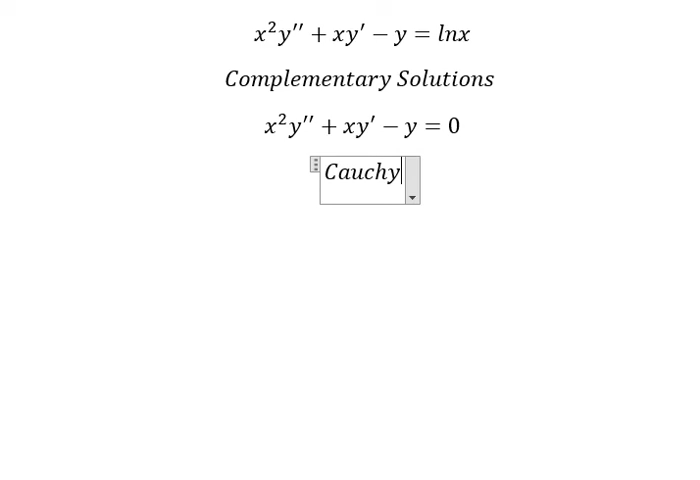 x²y′′ + xy′ − y = lnx
Complementary Solutions
x²y′′ + xy′ − y = 0
Cauchy